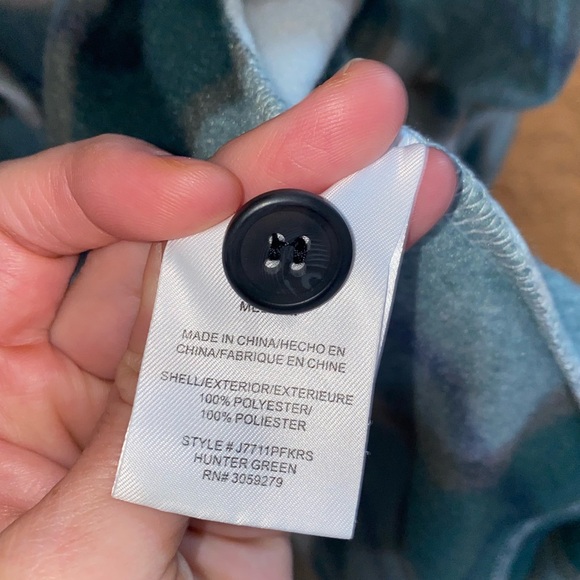 MADE IN CHINA/HECHO EN
CHINA/FABRIQUE EN CHINE
SHELL/EXTERIOR/EXTERIEURE
100% POLYESTER/
100% POLIESTER
STYLE # J7711PFKRS
HUNTER GREEN
RN# 3059279